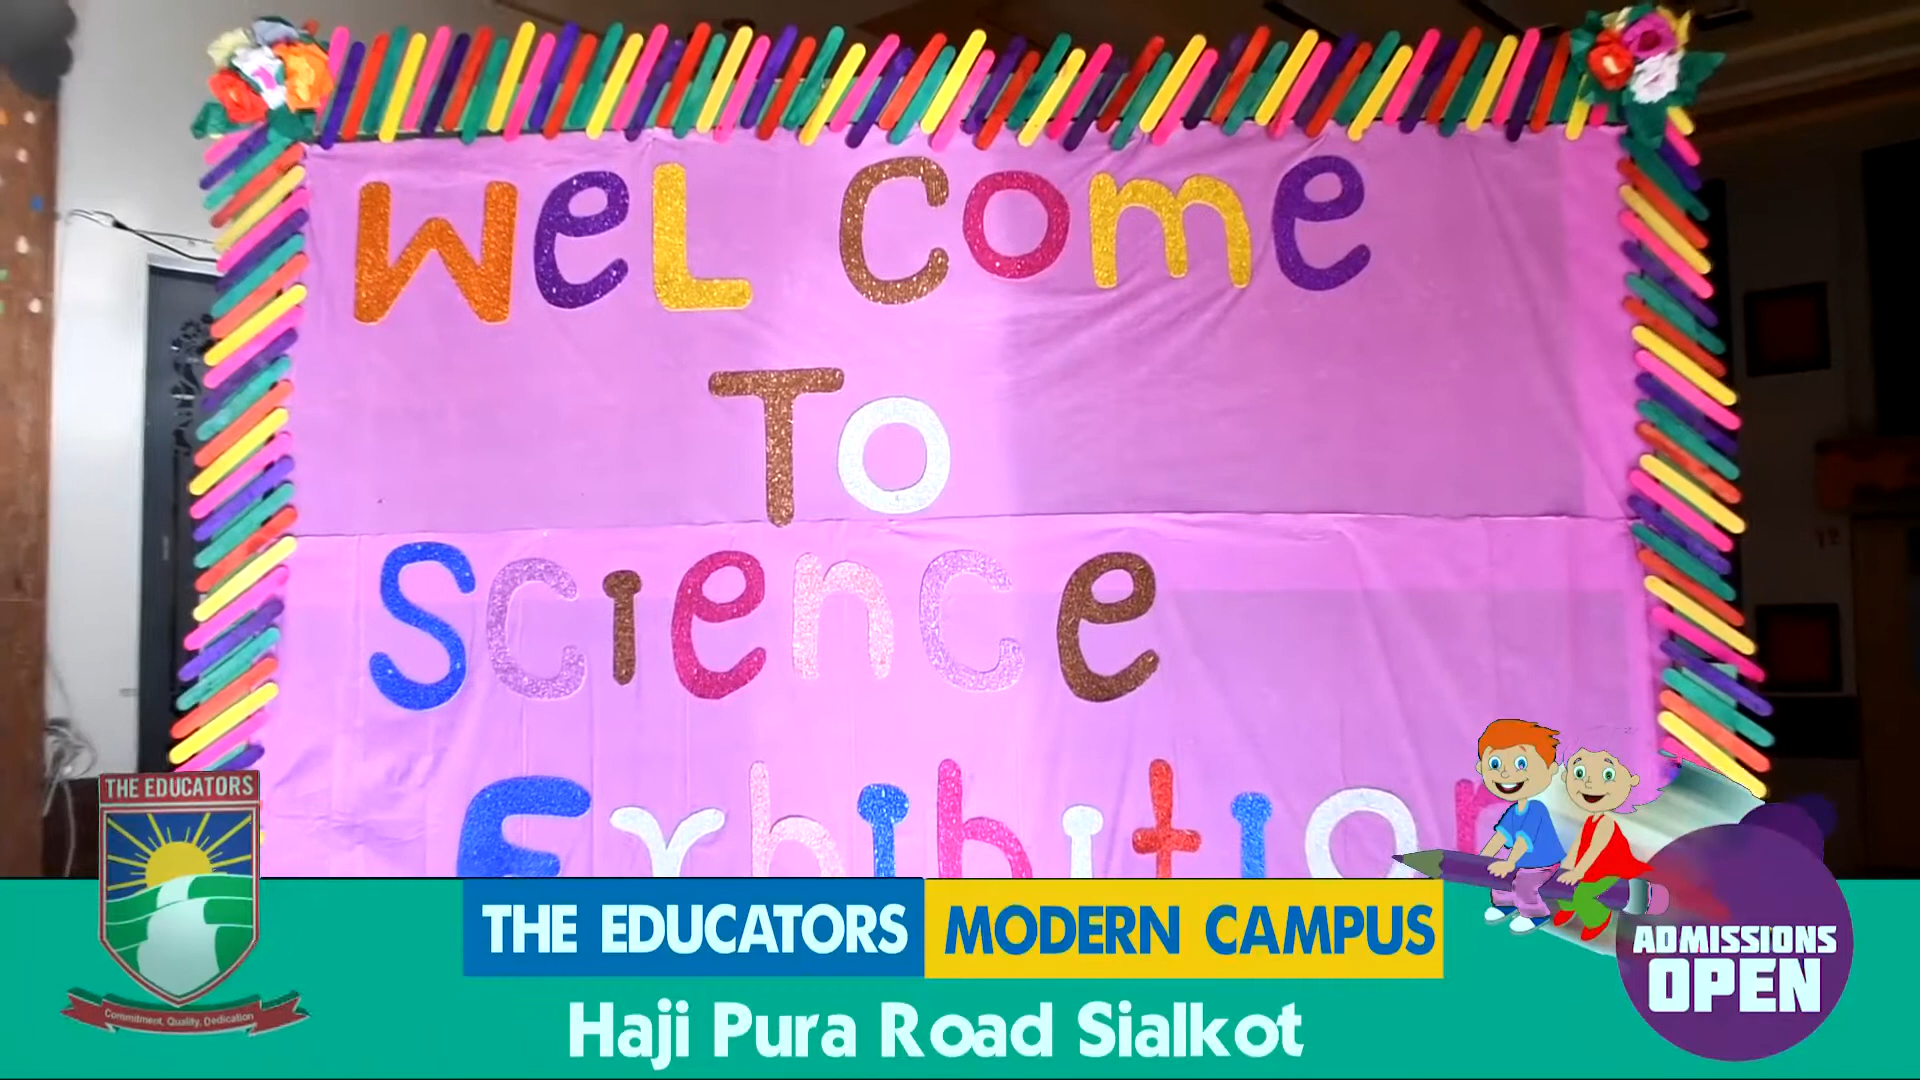 WeL Come
To
Science
Exhibition
THE EDUCATORS
Commitment, Quality, Dedication
THE EDUCATORS MODERN CAMPUS
Haji Pura Road Sialkot
ADMISSIONS
OPEN